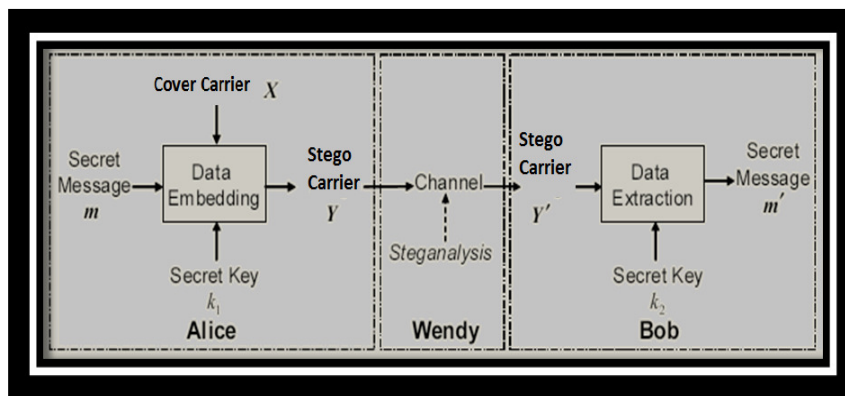 Cover Carrier X
Secret
Message
m
Data
Embedding
Stego
Carrier
Y
Secret Key
k₁
Alice
Channel
Steganalysis
Wendy
Stego
Carrier
Y′
Data
Extraction
Secret
Message
m′
Secret Key
k₂
Bob